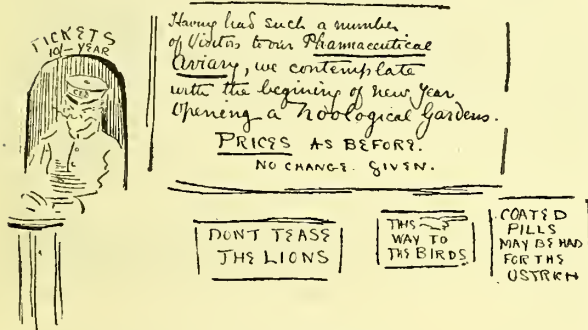 TICKETS
10/- YEAR
Having had such a number
of Visitors to our Pharmaceutical
Aviary, we contemplate
with the begining of new year
Opening a Zoological Gardens.
PRICES AS BEFORE.
NO CHANGE GIVEN.
DONT TEASE
THE LIONS
THIS
WAY TO
THE BIRDS
COATED
PILLS
MAY BE HAD
FOR THE
OSTRICH